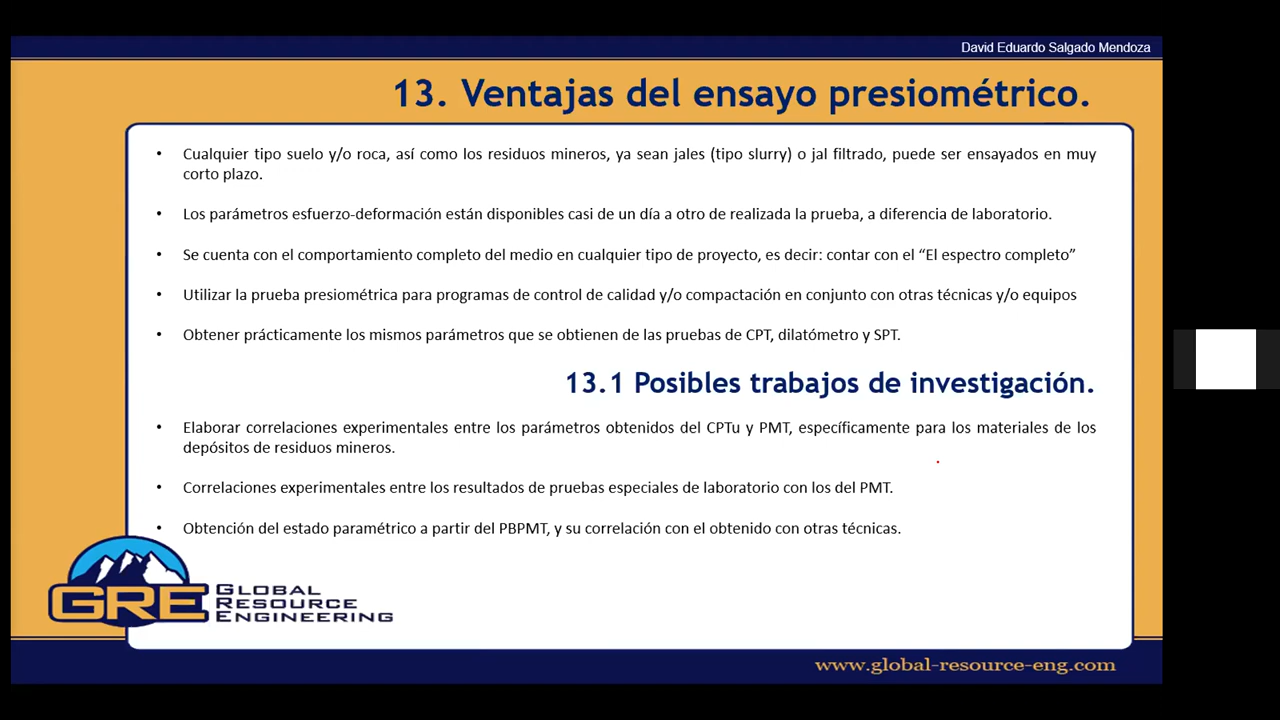 David Eduardo Salgado Mendoza
13. Ventajas del ensayo presiométrico.
• Cualquier tipo suelo y/o roca, así como los residuos mineros, ya sean jales (tipo slurry) o jal filtrado, puede ser ensayados en muy
corto plazo.
• Los parámetros esfuerzo-deformación están disponibles casi de un día a otro de realizada la prueba, a diferencia de laboratorio.
• Se cuenta con el comportamiento completo del medio en cualquier tipo de proyecto, es decir: contar con el “El espectro completo”
• Utilizar la prueba presiométrica para programas de control de calidad y/o compactación en conjunto con otras técnicas y/o equipos
• Obtener prácticamente los mismos parámetros que se obtienen de las pruebas de CPT, dilatómetro y SPT.
13.1 Posibles trabajos de investigación.
• Elaborar correlaciones experimentales entre los parámetros obtenidos del CPTu y PMT, específicamente para los materiales de los
depósitos de residuos mineros.
• Correlaciones experimentales entre los resultados de pruebas especiales de laboratorio con los del PMT.
• Obtención del estado paramétrico a partir del PBPMT, y su correlación con el obtenido con otras técnicas.
GRE
GLOBAL
RESOURCE
ENGINEERING
www.global-resource-eng.com